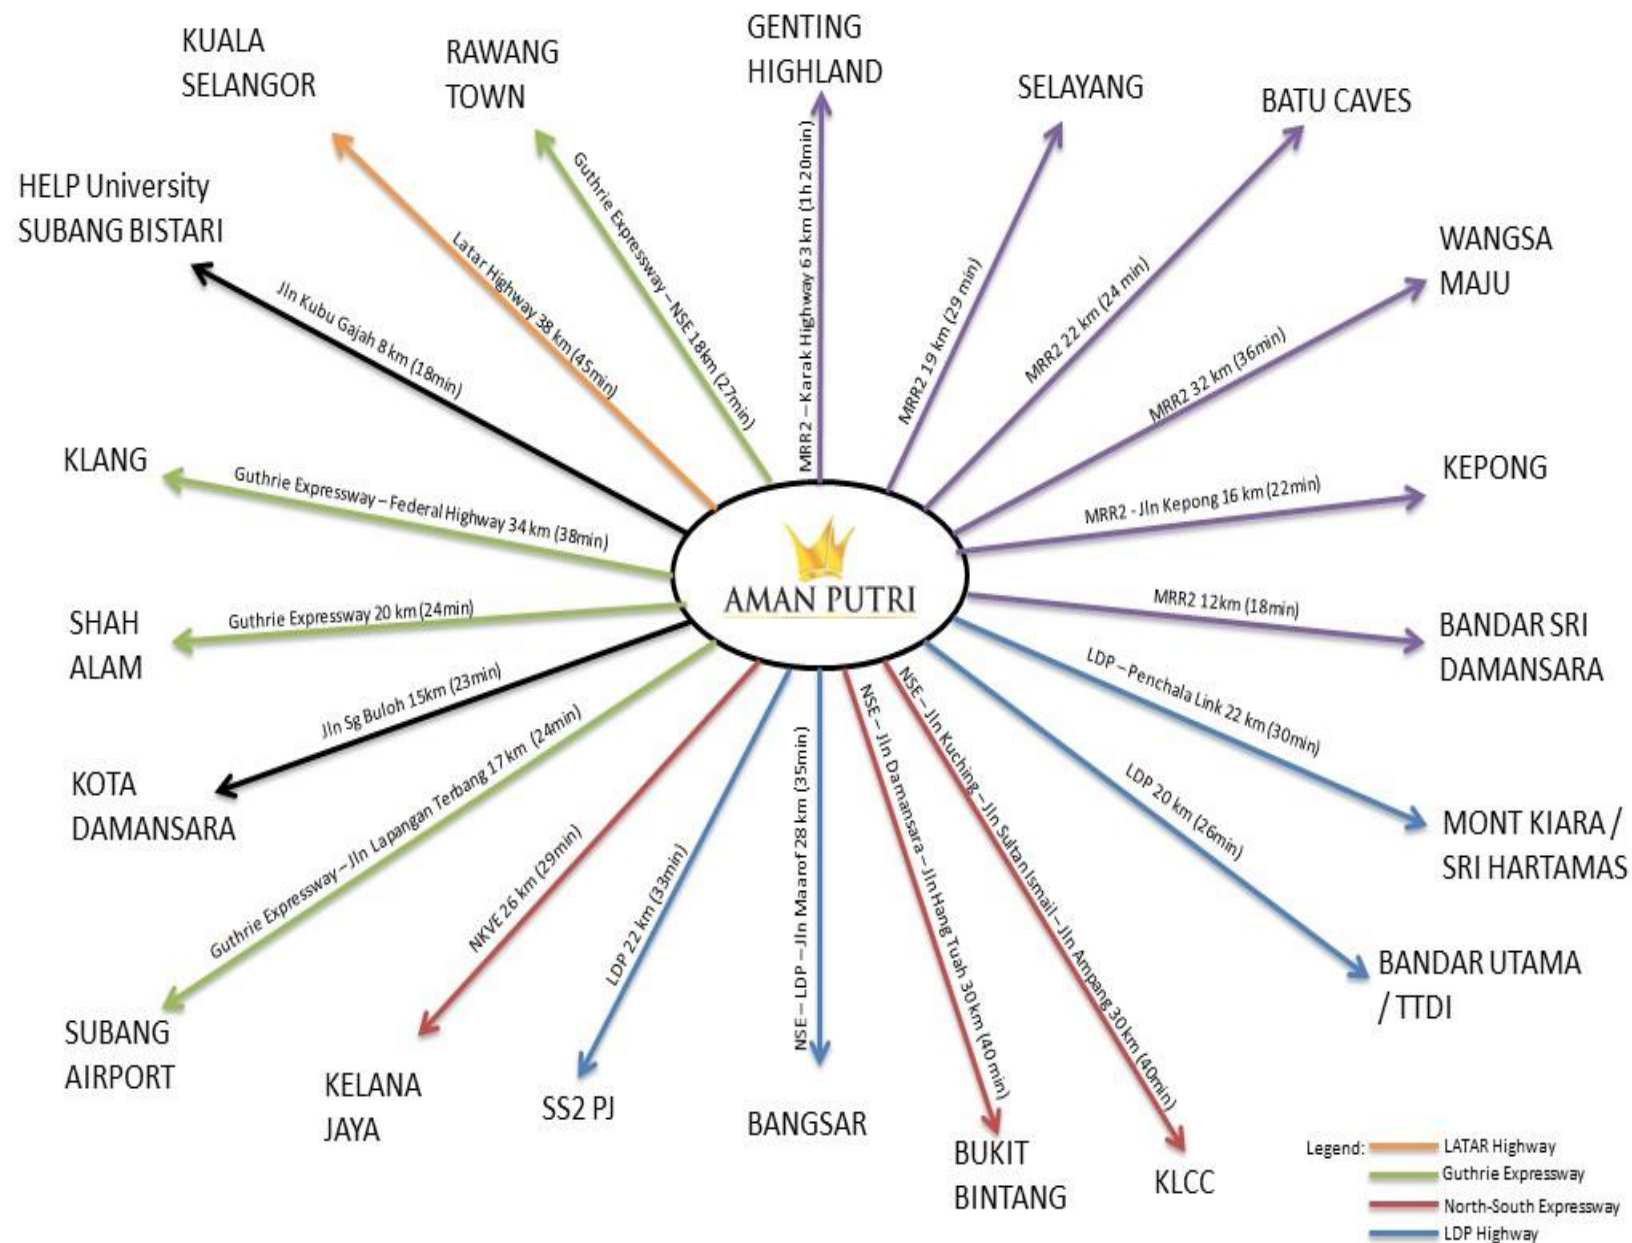 KUALA
SELANGOR
RAWANG
TOWN
GENTING
HIGHLAND
SELAYANG
BATU CAVES
HELP University
SUBANG BISTARI
WANGSA
MAJU
KLANG
KEPONG
SHAH
ALAM
BANDAR SRI
DAMANSARA
KOTA
DAMANSARA
MONT KIARA /
SRI HARTAMAS
SUBANG
AIRPORT
BANDAR UTAMA
/ TTDI
KELANA
JAYA
SS2 PJ
BANGSAR
BUKIT
BINTANG
KLCC
Latar Highway 38 km (45min)
Guthrie Expressway – NSE 18km (27min)
MRR2 – Karak Highway 63 km (1h 20min)
MRR2 19 km (29 min)
MRR2 22 km (24 min)
MRR2 32 km (36min)
MRR2 - Jln Kepong 16 km (22min)
MRR2 12km (18min)
LDP – Penchala Link 22 km (30min)
LDP 20 km (26min)
NSE – Jln Kuching – Jln Sultan Ismail – Jln Ampang 30 km (40min)
NSE – Jln Damansara – Jln Hang Tuah 30 km (40 min)
NSE – LDP – Jln Maarof 28 km (35min)
LDP 22 km (33min)
NKVE 26 km (29min)
Guthrie Expressway – Jln Lapangan Terbang 17 km (24min)
Jln Sg Buloh 15km (23min)
Guthrie Expressway 20 km (24min)
Guthrie Expressway – Federal Highway 34 km (38min)
Jln Kubu Gajah 8 km (18min)
AMAN PUTRI
Legend:
LATAR Highway
Guthrie Expressway
North-South Expressway
LDP Highway